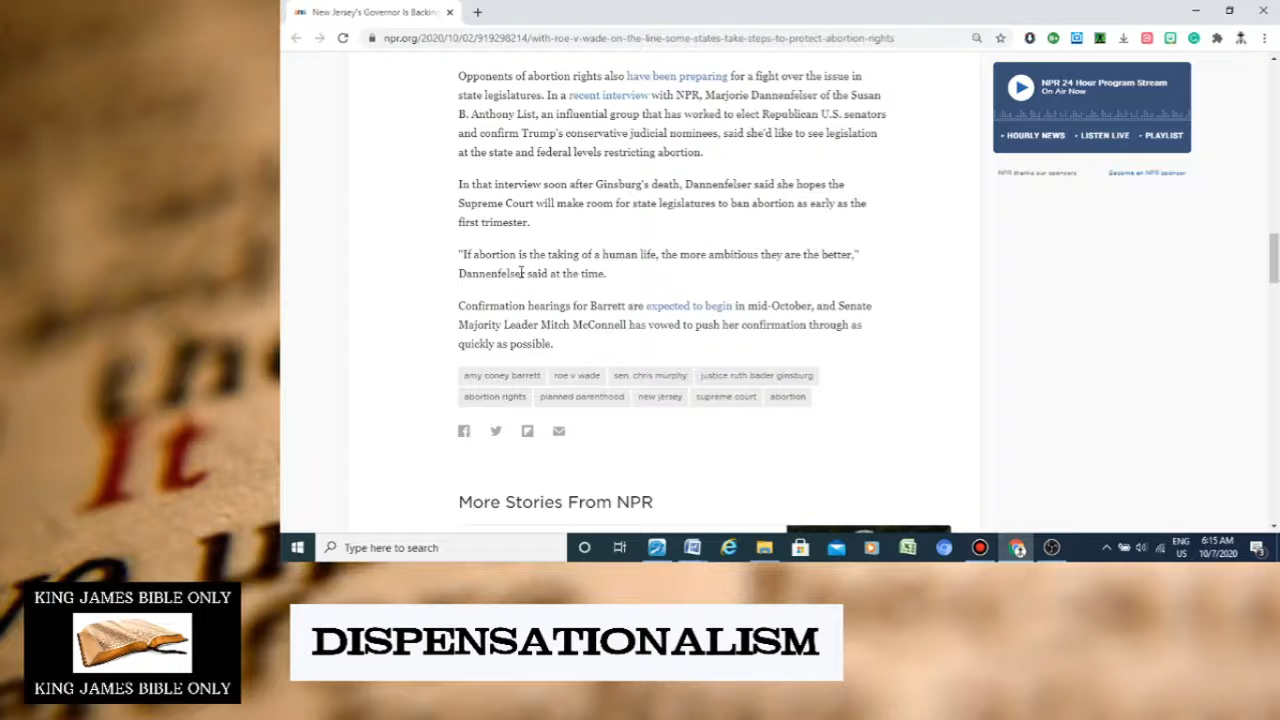 New Jersey's Governor Is Backin
npr.org/2020/10/02/919298214/with-roe-v-wade-on-the-line-some-states-take-steps-to-protect-abortion-rights
Opponents of abortion rights also have been preparing for a fight over the issue in
state legislatures. In a recent interview with NPR, Marjorie Dannenfelser of the Susan
B. Anthony List, an influential group that has worked to elect Republican U.S. senators
and confirm Trump's conservative judicial nominees, said she'd like to see legislation
at the state and federal levels restricting abortion.
In that interview soon after Ginsburg's death, Dannenfelser said she hopes the
Supreme Court will make room for state legislatures to ban abortion as early as the
first trimester.
"If abortion is the taking of a human life, the more ambitious they are the better,"
Dannenfelser said at the time.
Confirmation hearings for Barrett are expected to begin in mid-October, and Senate
Majority Leader Mitch McConnell has vowed to push her confirmation through as
quickly as possible.
amy coney barrett roe v wade sen. chris murphy justice ruth bader ginsburg
abortion rights planned parenthood new jersey supreme court abortion
More Stories From NPR
NPR 24 Hour Program Stream
On Air Now
HOURLY NEWS LISTEN LIVE PLAYLIST
NPR thanks our sponsors Become an NPR sponsor
Type here to search
ENG 6:15 AM
US 10/7/2020
3
the
It
KING JAMES BIBLE ONLY
KING JAMES BIBLE ONLY
DISPENSATIONALISM